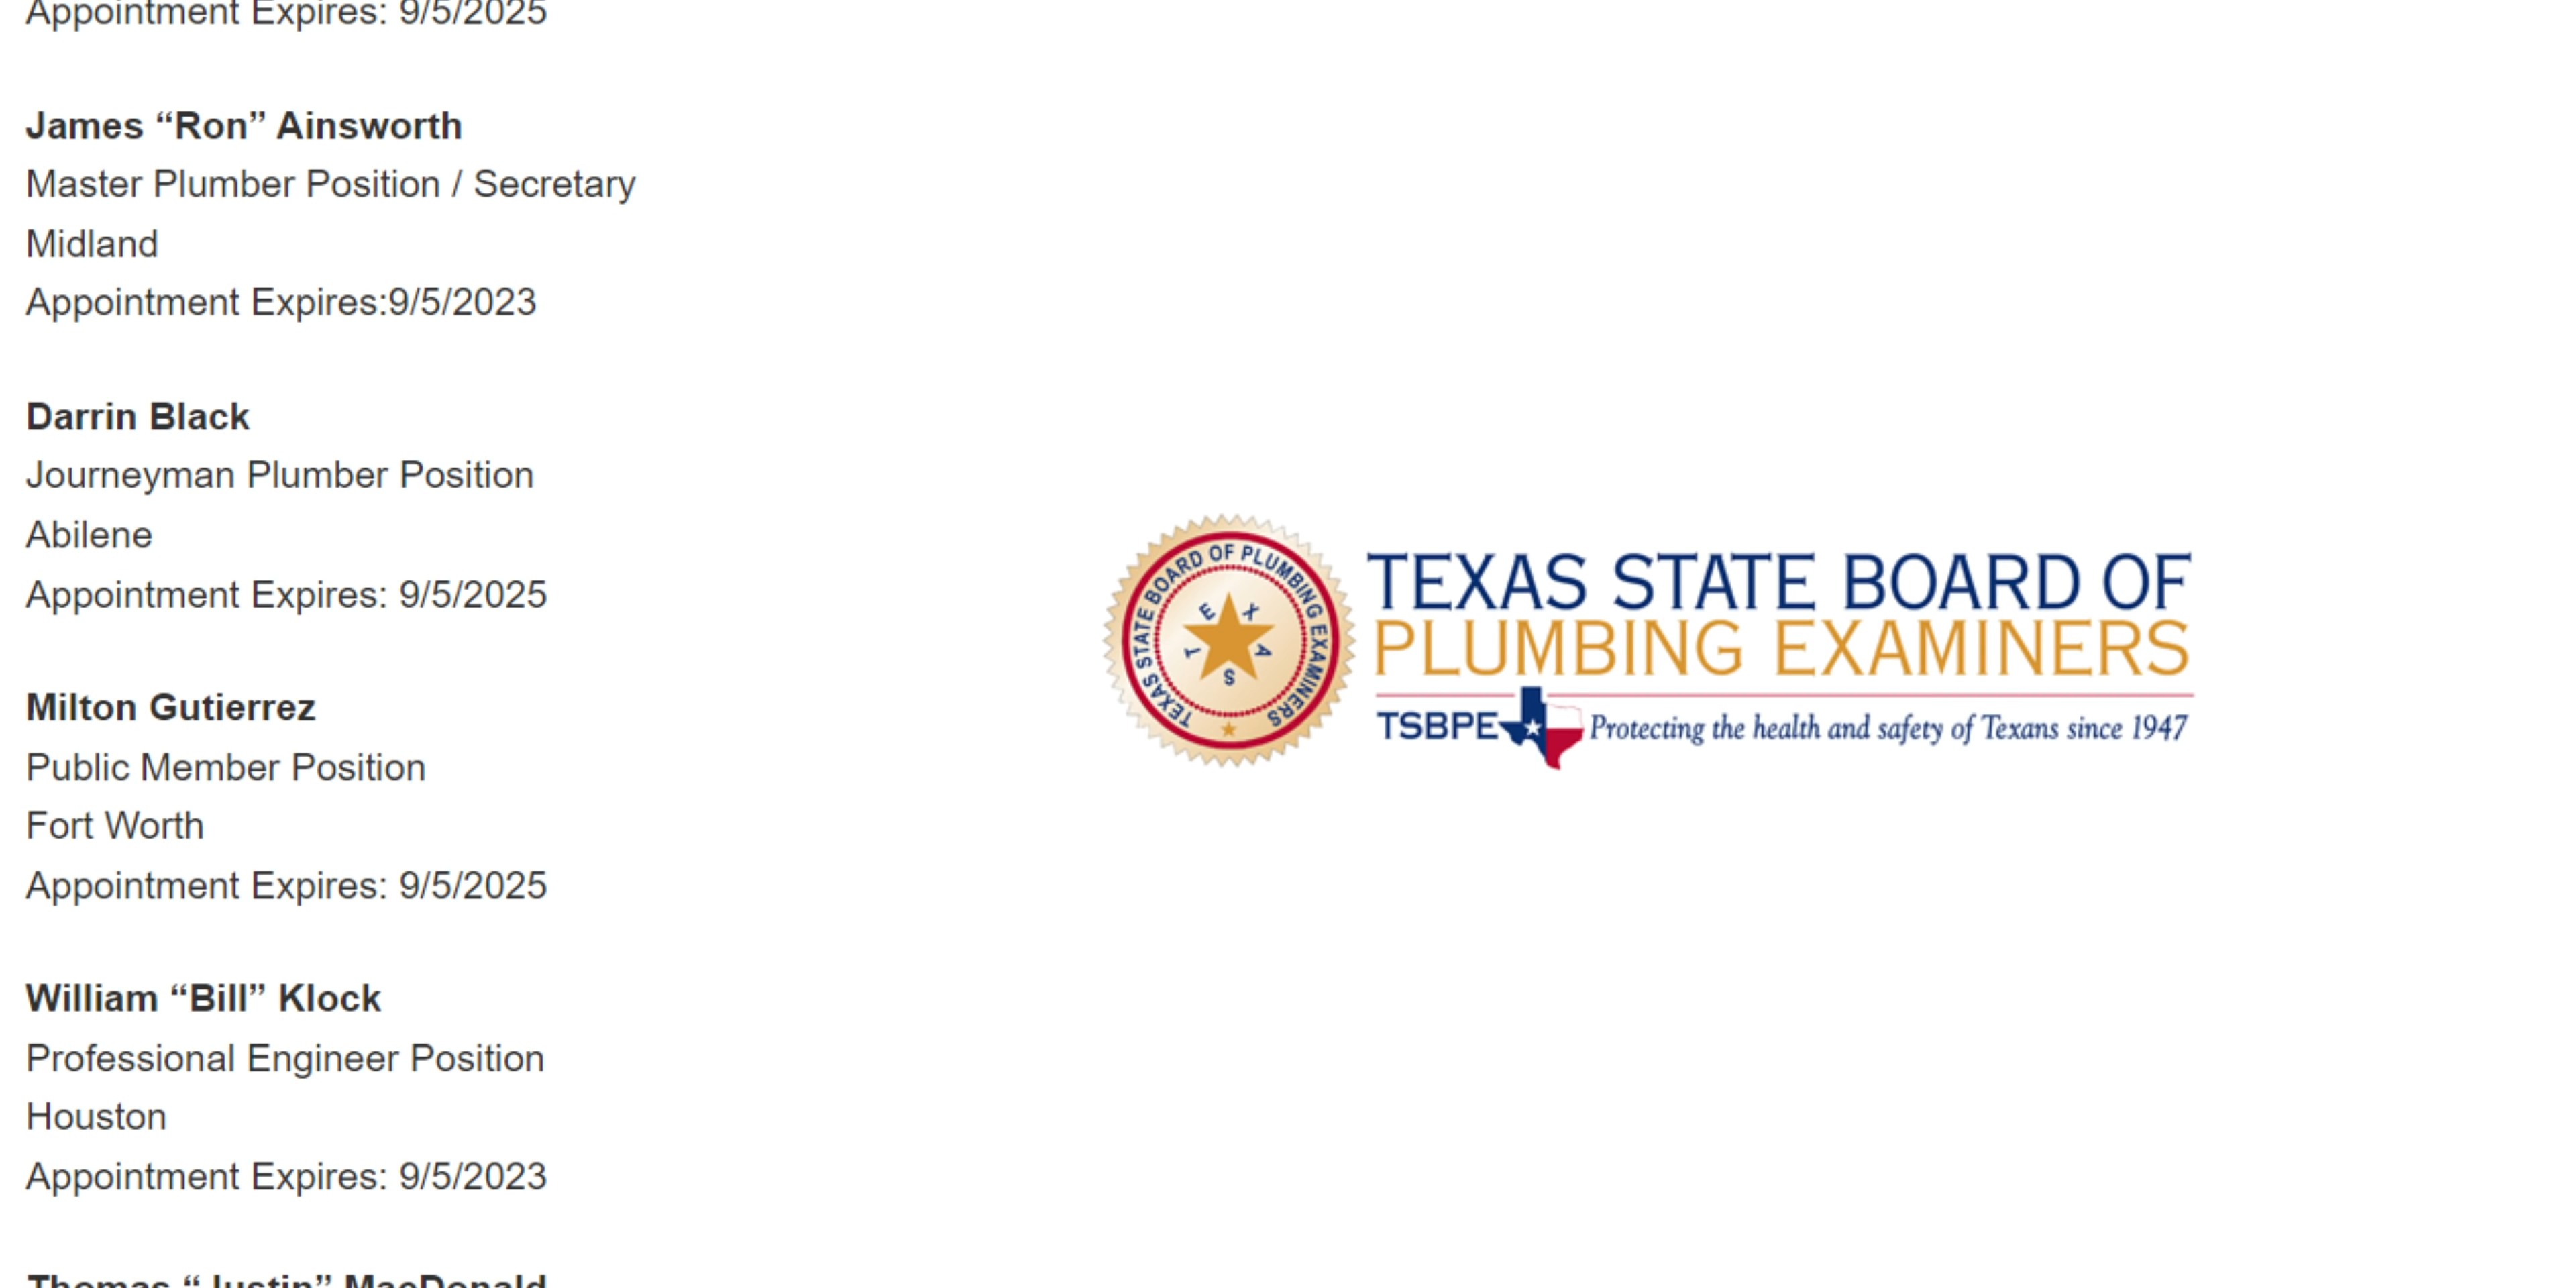 Appointment Expires: 9/5/2025
James “Ron” Ainsworth
Master Plumber Position / Secretary
Midland
Appointment Expires:9/5/2023
Darrin Black
Journeyman Plumber Position
Abilene
Appointment Expires: 9/5/2025
Milton Gutierrez
Public Member Position
Fort Worth
Appointment Expires: 9/5/2025
William “Bill” Klock
Professional Engineer Position
Houston
Appointment Expires: 9/5/2023
Thomas “Justin” MacDonald
TEXAS STATE BOARD OF PLUMBING EXAMINERS
TEXAS
TEXAS STATE BOARD OF
PLUMBING EXAMINERS
TSBPE Protecting the health and safety of Texans since 1947